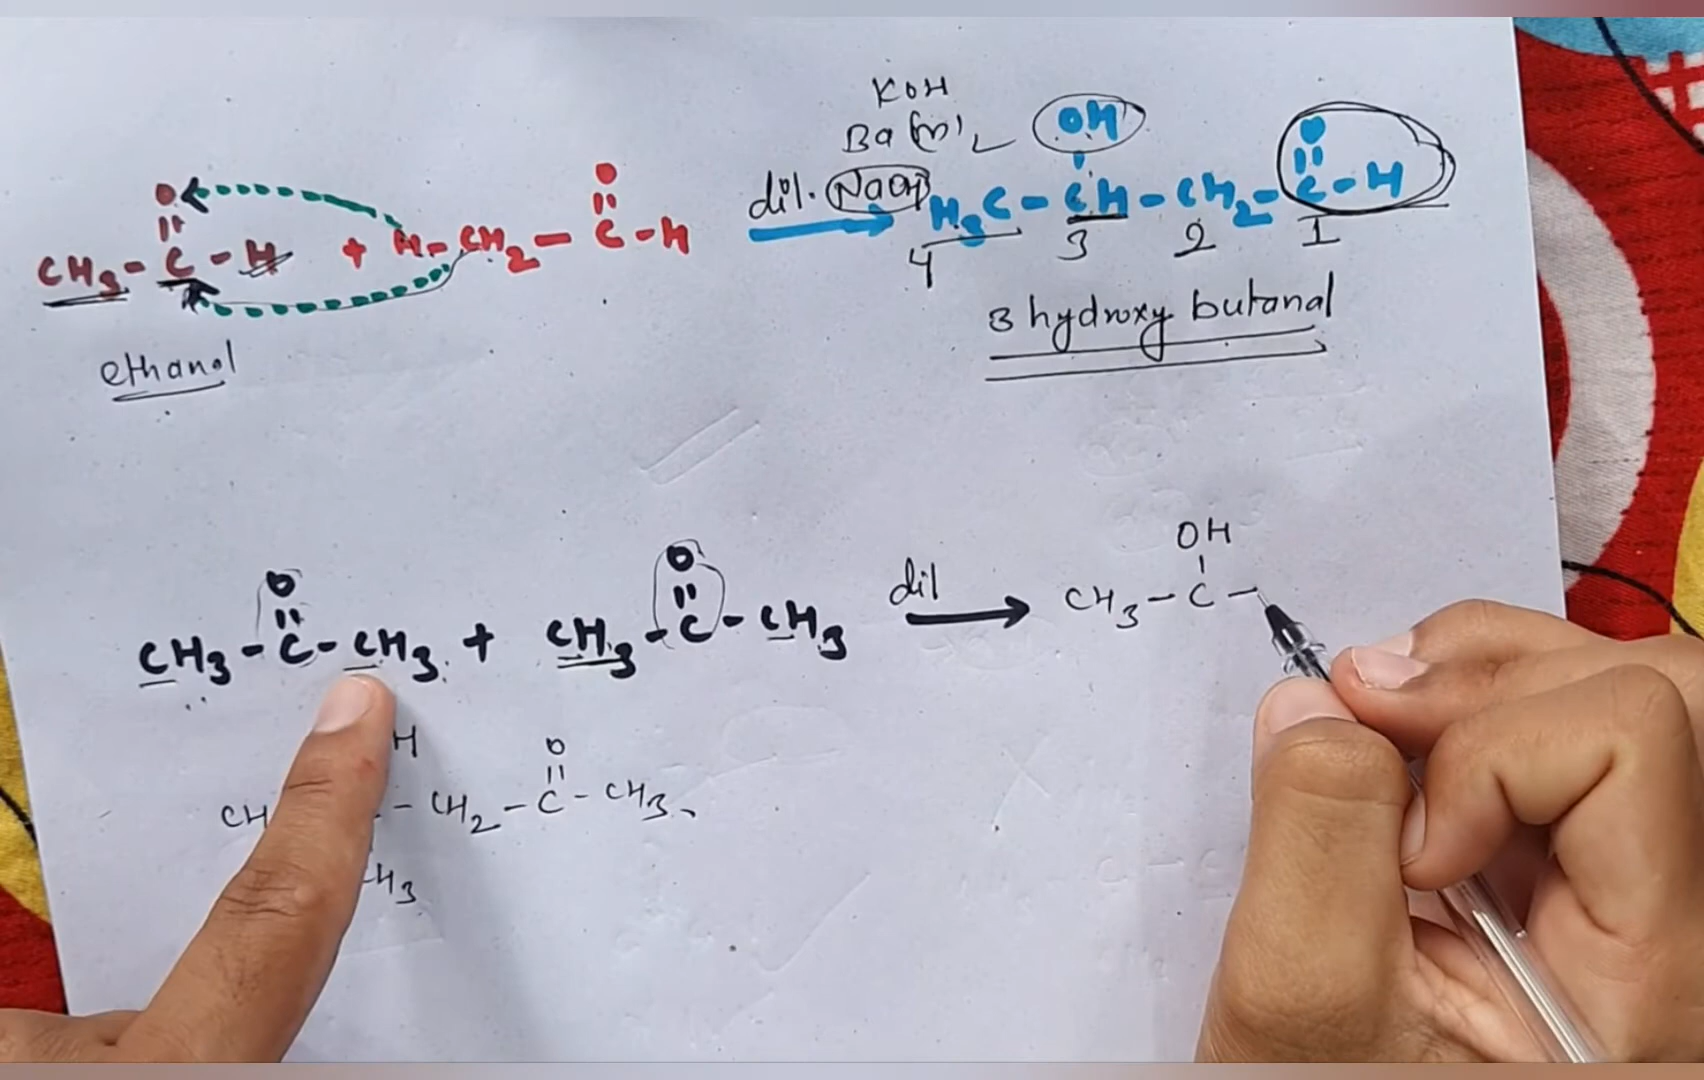 KOH
Ba(OH)2
dil. NaOH
O
||
CH3 - C - H + H - CH2 - C - H
O
||
OH
|
H3C - CH - CH2 - C - H
O
||
4 3 2 1
ethanal
3 hydroxy butanal
O
||
CH3 - C - CH3 + CH3 - C - CH3
O
||
dil
OH
|
CH3 - C -
H
O
||
CH - CH2 - C - CH3
H3